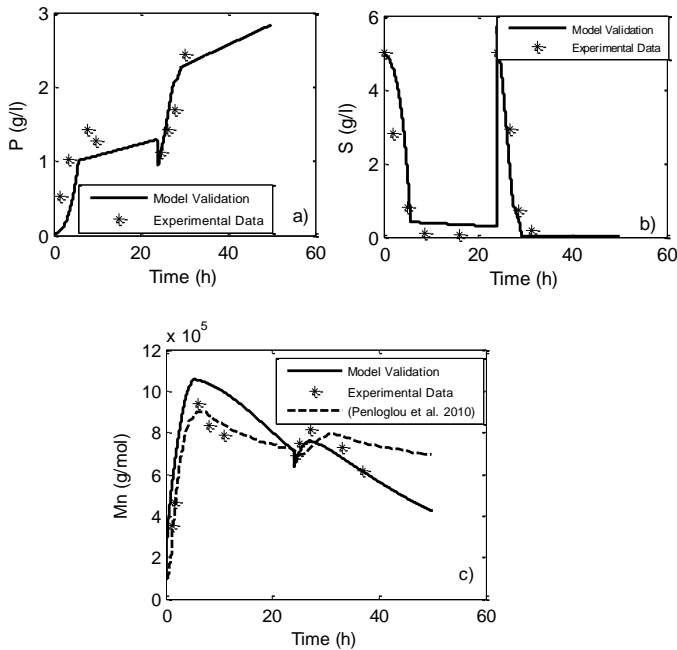 3
2
1
0
P (g/l)
Model Validation
Experimental Data
a)
0 20 40 60
Time (h)
6
4
2
0
S (g/l)
Model Validation
Experimental Data
b)
0 20 40 60
Time (h)
x 10^5
12
10
8
6
4
2
0
Mn (g/mol)
Model Validation
Experimental Data
(Penloglou et al. 2010)
c)
0 20 40 60
Time (h)